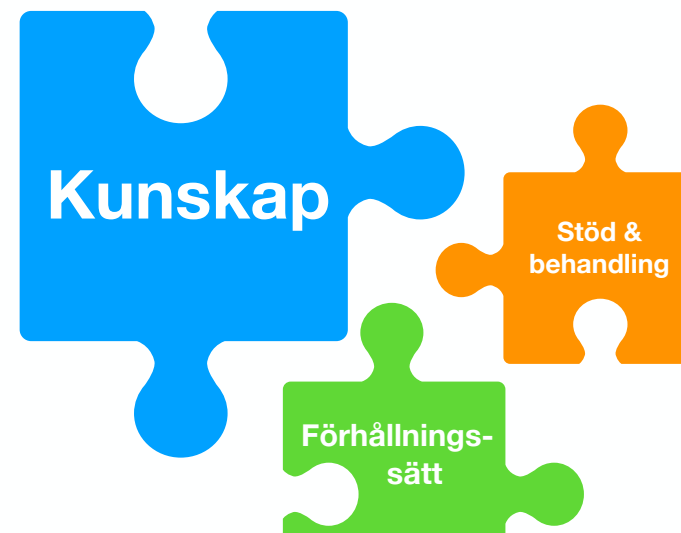 Kunskap
Stöd &
behandling
Förhållnings-
sätt